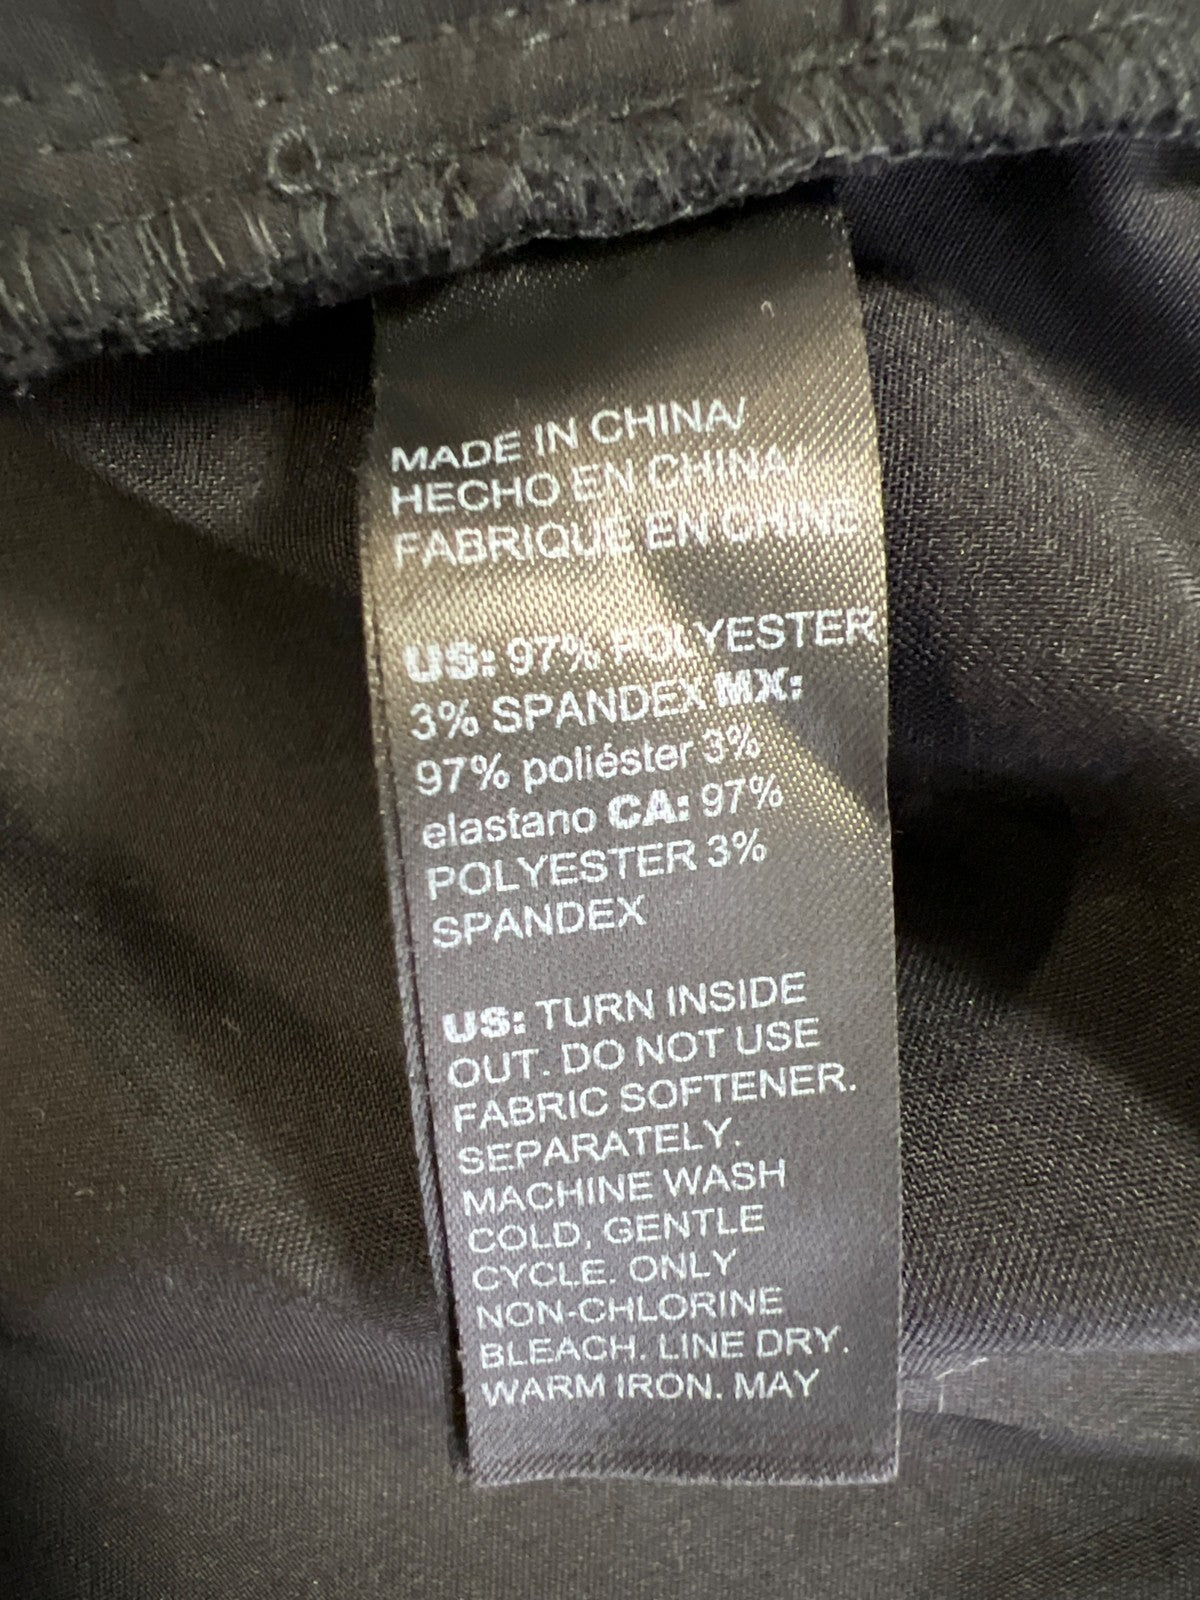 MADE IN CHINA/
HECHO EN CHINA/
FABRIQUE EN CHINE
US: 97% POLYESTER
3% SPANDEX MX:
97% poliéster 3%
elastano CA: 97%
POLYESTER 3%
SPANDEX
US: TURN INSIDE
OUT. DO NOT USE
FABRIC SOFTENER.
SEPARATELY.
MACHINE WASH
COLD, GENTLE
CYCLE. ONLY
NON-CHLORINE
BLEACH. LINE DRY.
WARM IRON. MAY